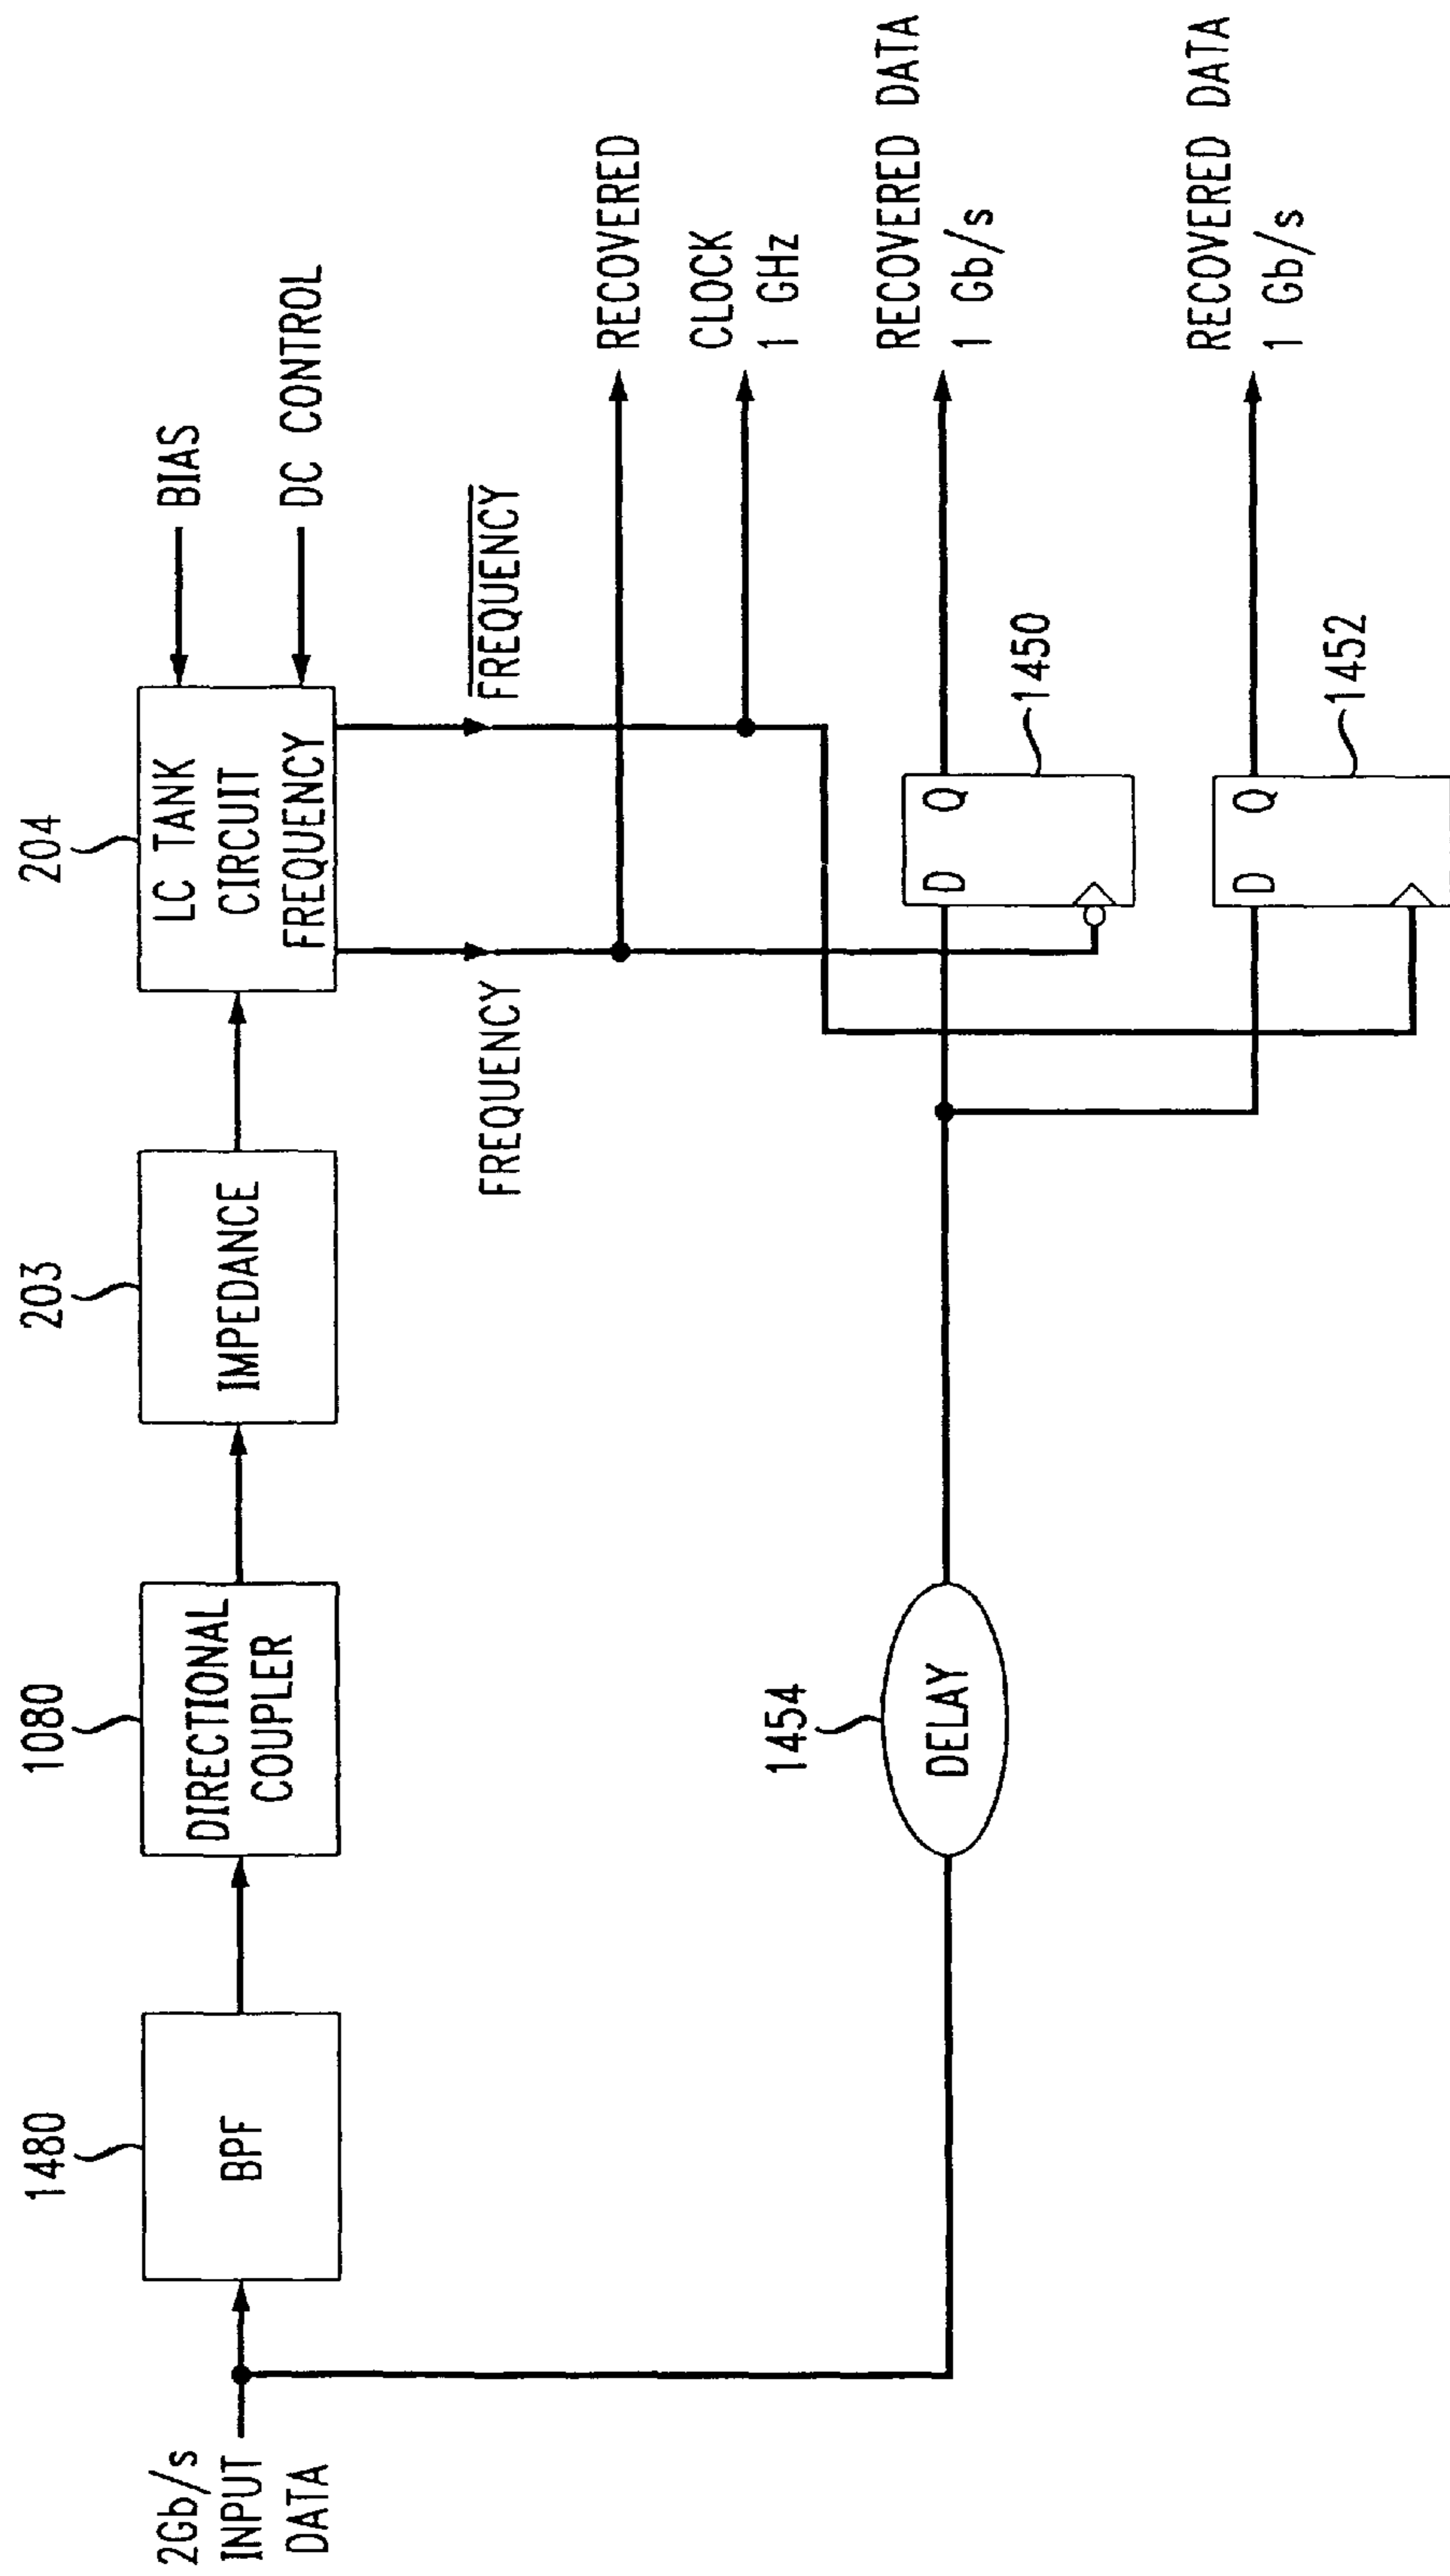 2Gb/s
INPUT
DATA
1480
BPF
1080
DIRECTIONAL
COUPLER
203
IMPEDANCE
204
LC TANK
CIRCUIT
FREQUENCY
BIAS
DC CONTROL
FREQUENCY
FREQUENCY
RECOVERED
CLOCK
1 GHz
1454
DELAY
D Q
1450
RECOVERED DATA
1 Gb/s
D Q
1452
RECOVERED DATA
1 Gb/s